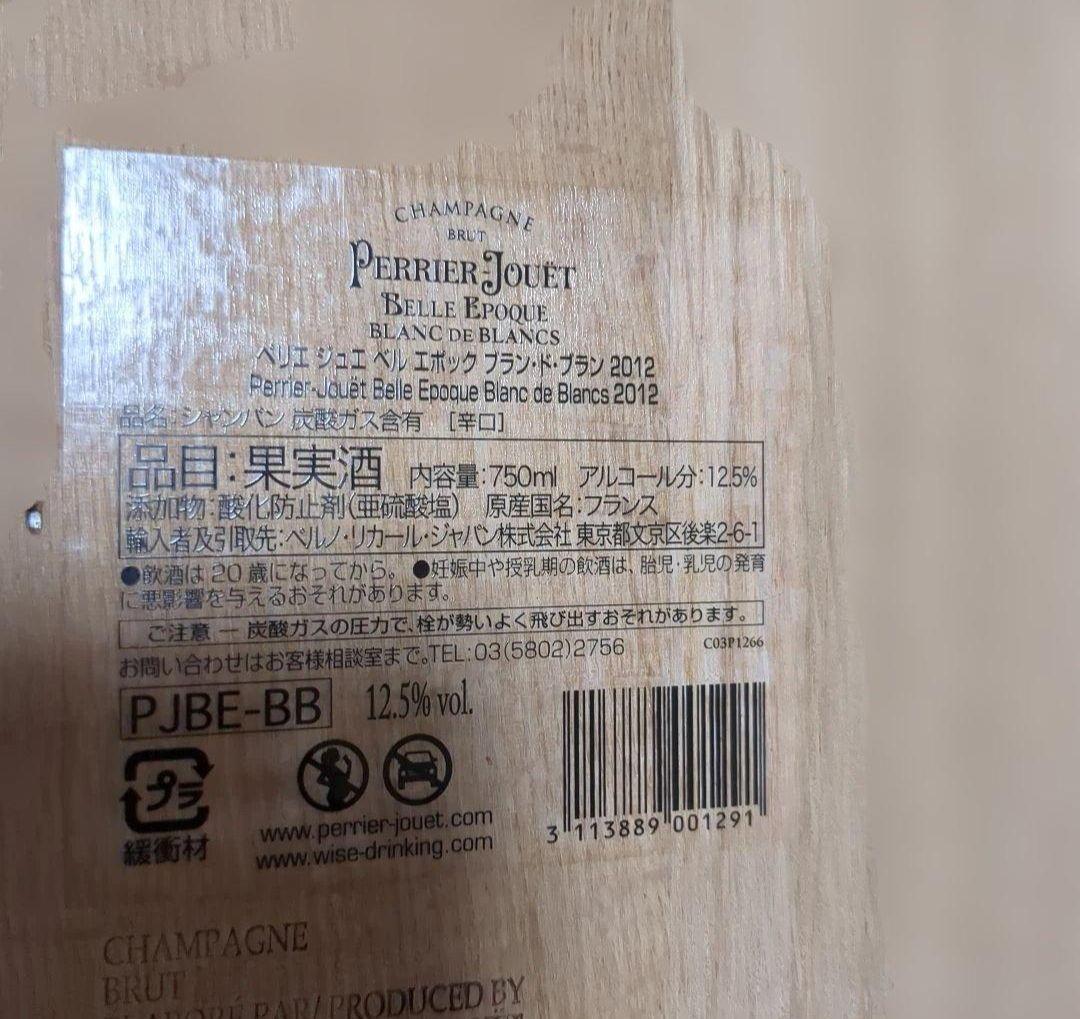 CHAMPAGNE
BRUT
PERRIER-JOUËT
BELLE EPOQUE
BLANC DE BLANCS
ペリエ ジュエ ベル エポック ブラン・ド・ブラン 2012
Perrier-Jouët Belle Epoque Blanc de Blancs 2012
品名:シャンパン 炭酸ガス含有 [辛口]
品目:果実酒 内容量:750ml アルコール分:12.5%
添加物:酸化防止剤(亜硫酸塩) 原産国名:フランス
輸入者及引取先:ペルノ・リカール・ジャパン株式会社 東京都文京区後楽2-6-1
●飲酒は20歳になってから。 ●妊娠中や授乳期の飲酒は、胎児・乳児の発育
に悪影響を与えるおそれがあります。
ご注意 ー 炭酸ガスの圧力で、栓が勢いよく飛び出すおそれがあります。
お問い合わせはお客様相談室まで。TEL:03(5802)2756 C03P1266
PJBE-BB 12.5% vol.
プラ
緩衝材
www.perrier-jouet.com
www.wise-drinking.com
3 113889 001291
CHAMPAGNE
BRUT
ÉLABORÉ PAR/PRODUCED BY